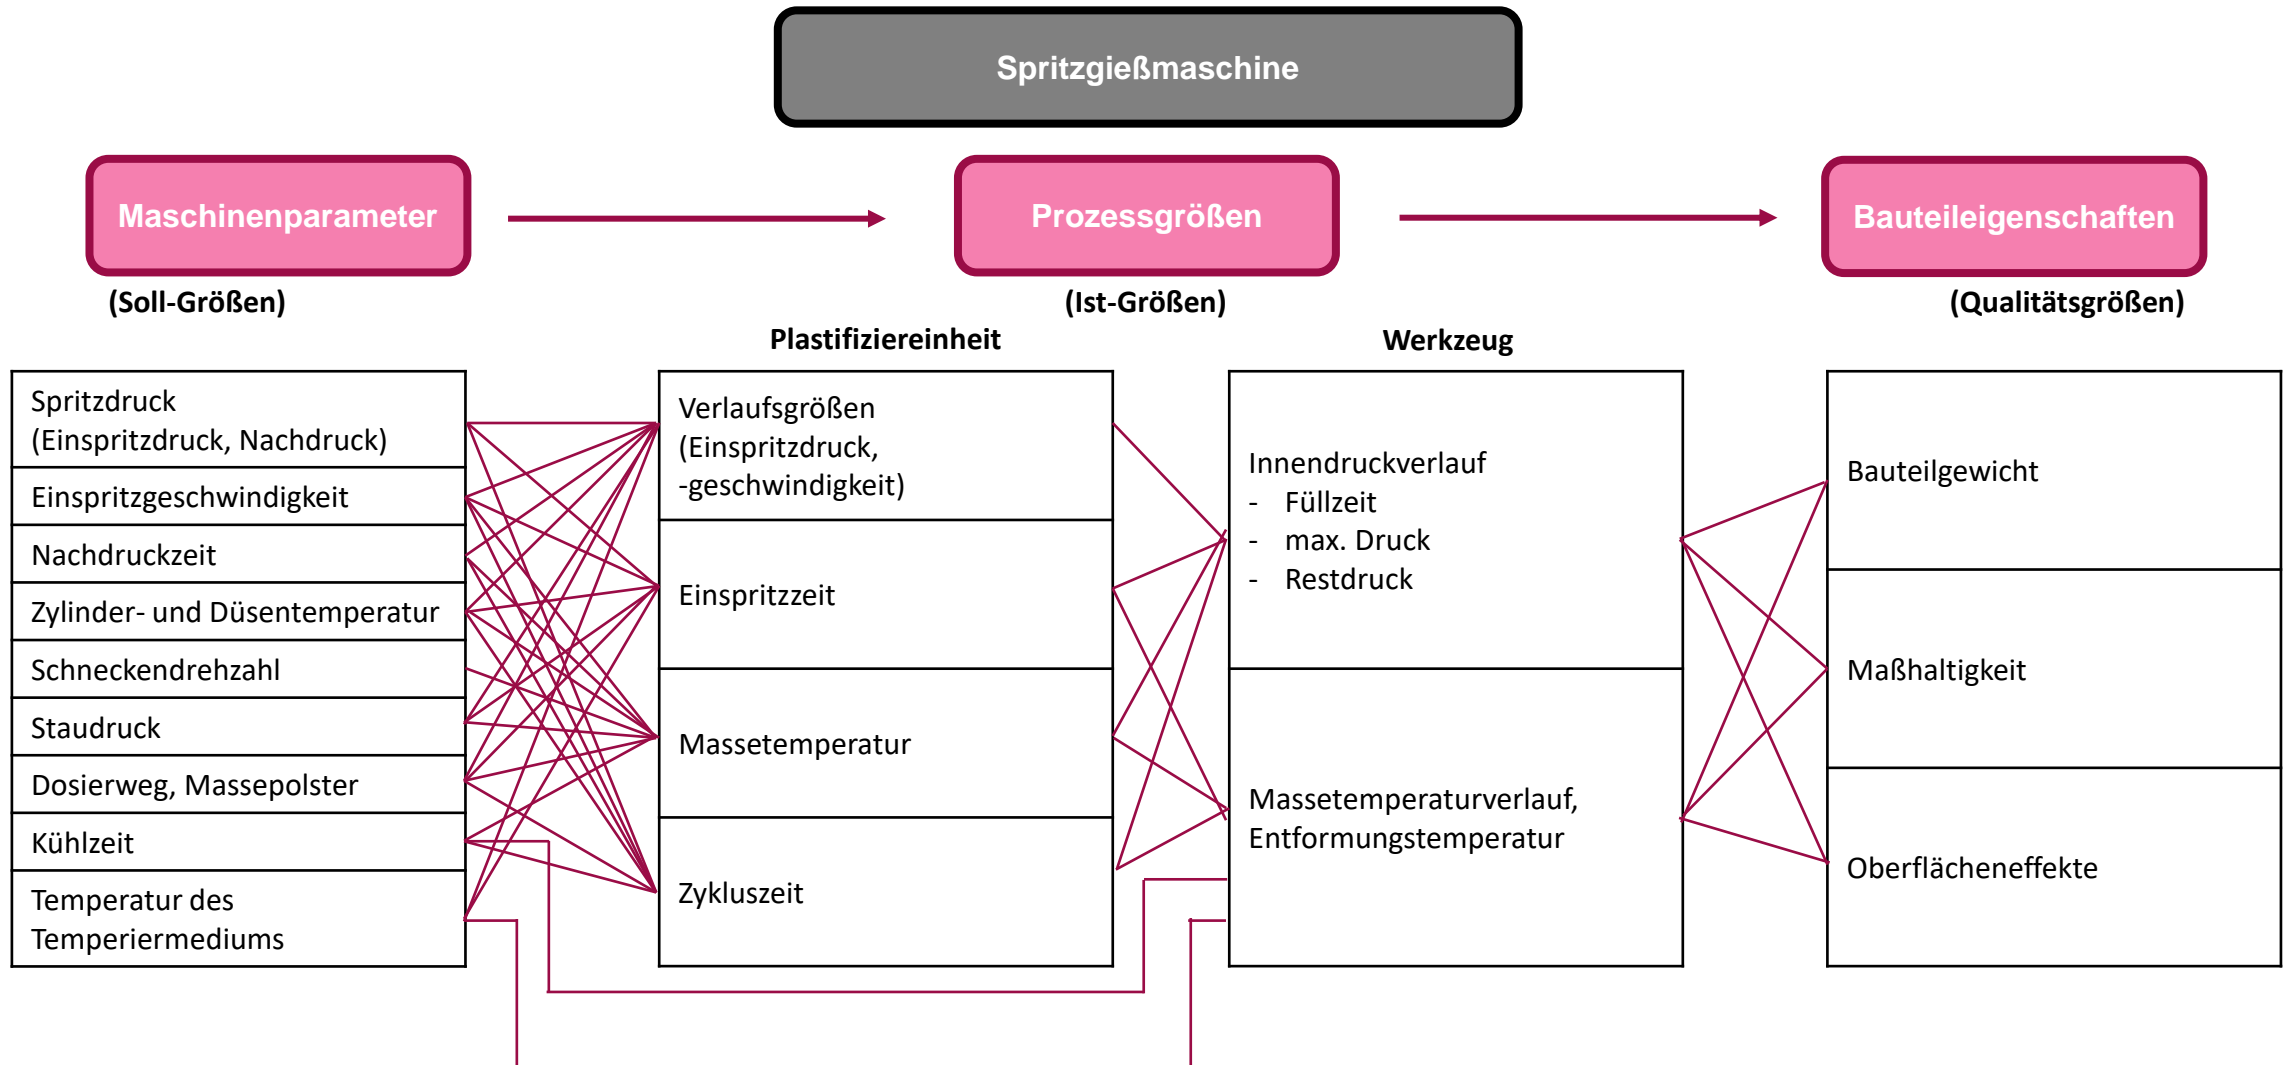 Spritzgießmaschine
Maschinenparameter
Prozessgrößen
Bauteileigenschaften
(Soll-Größen)
(Ist-Größen)
(Qualitätsgrößen)
Plastifiziereinheit
Werkzeug
Spritzdruck
(Einspritzdruck, Nachdruck)
Einspritzgeschwindigkeit
Nachdruckzeit
Zylinder- und Düsentemperatur
Schneckendrehzahl
Staudruck
Dosierweg, Massepolster
Kühlzeit
Temperatur des
Temperiermediums
Verlaufsgrößen
(Einspritzdruck,
-geschwindigkeit)
Einspritzzeit
Massetemperatur
Zykluszeit
Innendruckverlauf
- Füllzeit
- max. Druck
- Restdruck
Massetemperaturverlauf,
Entformungstemperatur
Bauteilgewicht
Maßhaltigkeit
Oberflächeneffekte